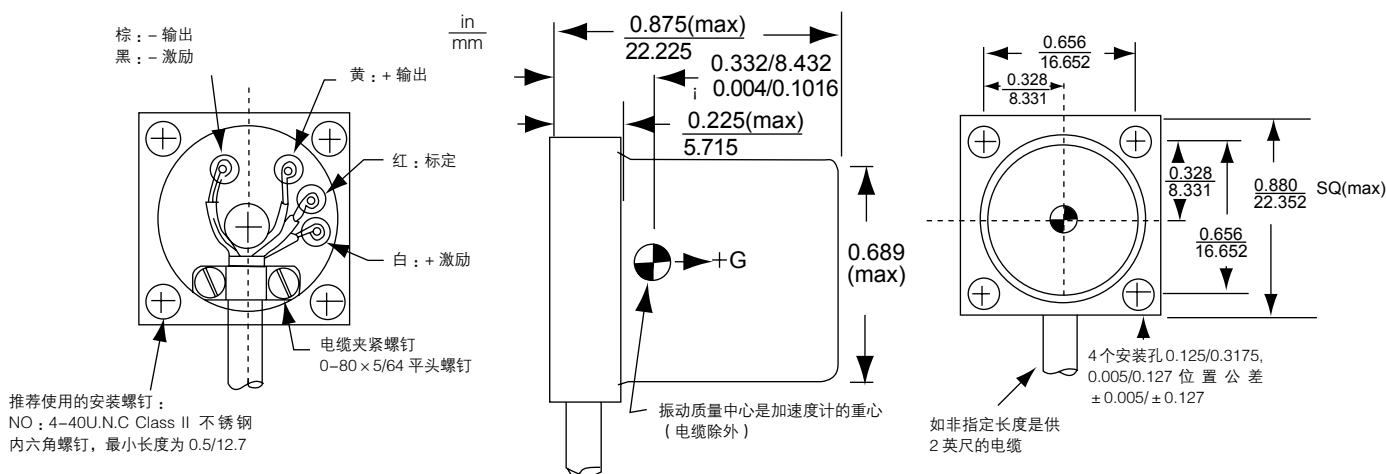 棕：– 输出
黑：– 激励
黄：+ 输出
红：标定
白：+ 激励
电缆夹紧螺钉
0–80 × 5/64 平头螺钉
推荐使用的安装螺钉：
NO：4–40U.N.C Class II 不锈钢
内六角螺钉，最小长度为 0.5/12.7
in
mm
0.875(max)
22.225
0.332/8.432
¡ 0.004/0.1016
0.225(max)
5.715
+G
0.689
(max)
振动质量中心是加速度计的重心
（电缆除外）
0.656
16.652
0.328
8.331
0.328
8.331
0.656
16.652
0.880
22.352
SQ(max)
4个安装孔 0.125/0.3175,
0.005/0.127 位置公差
±0.005/±0.127
如非指定长度是供
2 英尺的电缆